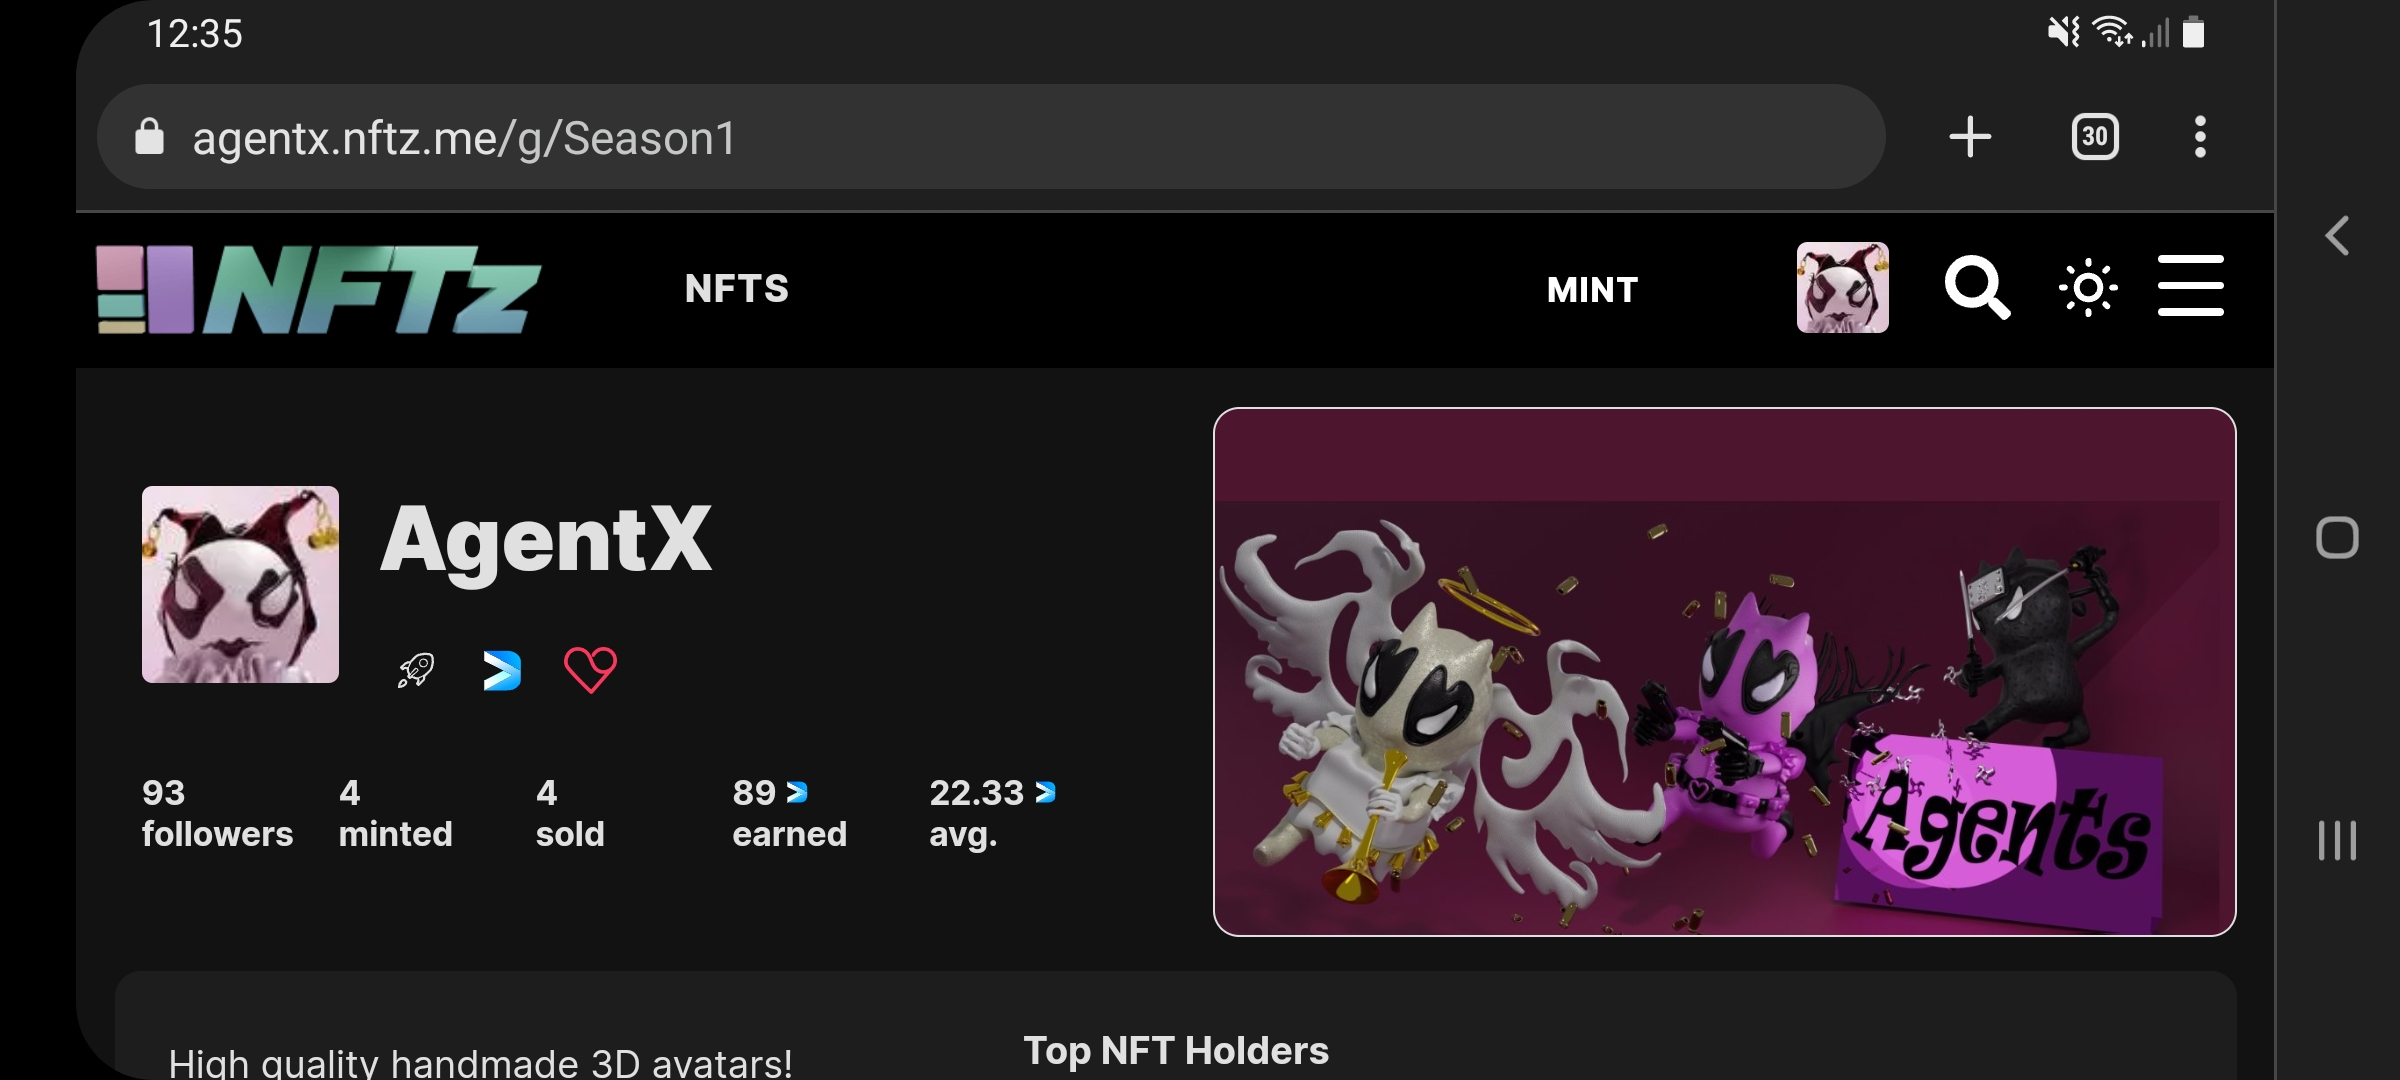 12:35
agentx.nftz.me/g/Season1
30
NFTz
NFTS
MINT
AgentX
93 followers
4 minted
4 sold
89 earned
22.33 avg.
Agents
High quality handmade 3D avatars!
Top NFT Holders